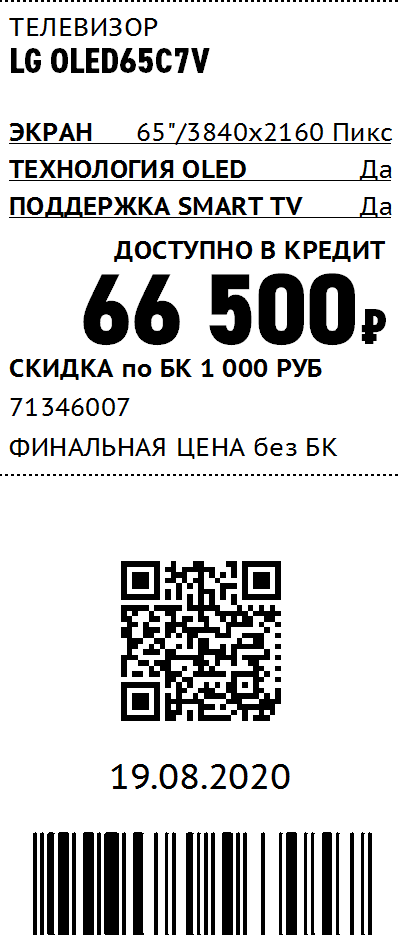 ТЕЛЕВИЗОР
LG OLED65C7V
ЭКРАН 65"/3840x2160 Пикс
ТЕХНОЛОГИЯ OLED Да
ПОДДЕРЖКА SMART TV Да
ДОСТУПНО В КРЕДИТ
66 500₽
СКИДКА по БК 1 000 РУБ
71346007
ФИНАЛЬНАЯ ЦЕНА без БК
19.08.2020